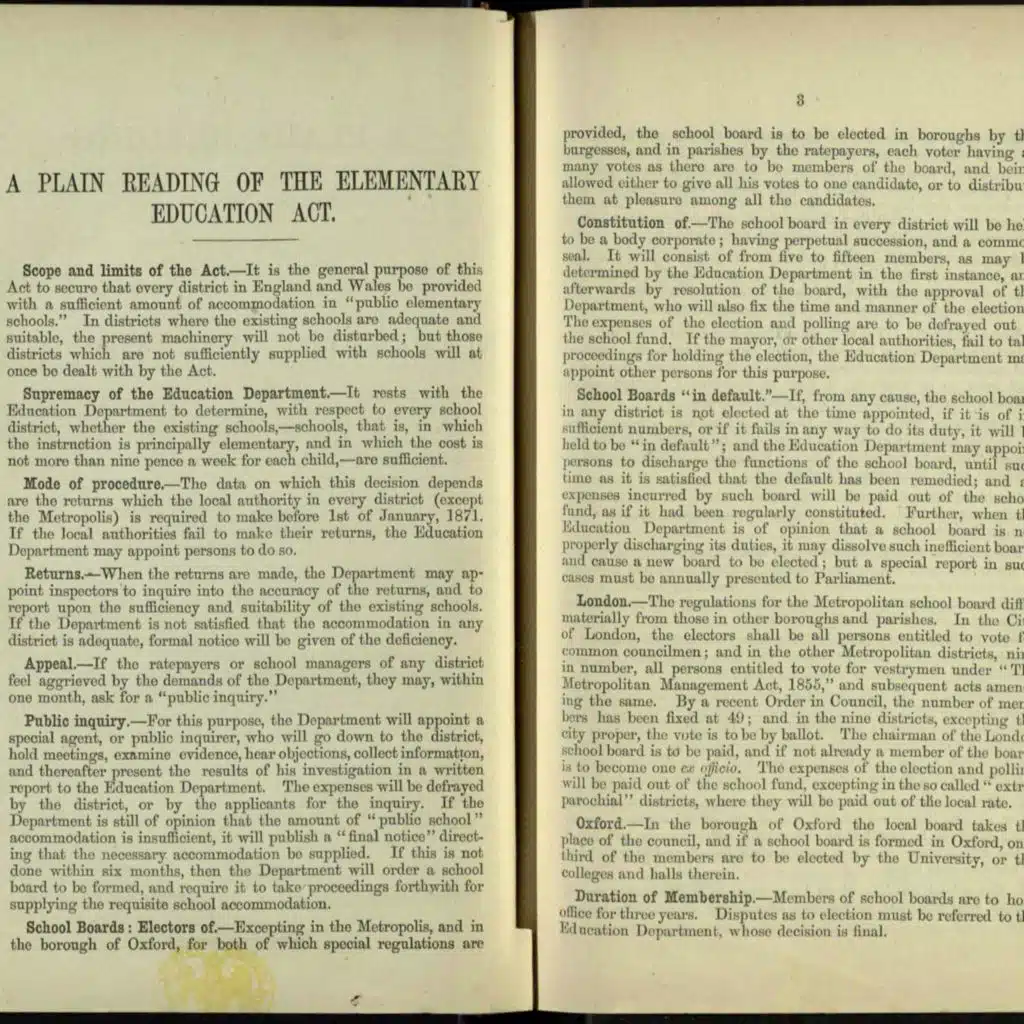 A PLAIN READING OF THE ELEMENTARY
EDUCATION ACT.
Scope and limits of the Act.—It is the general purpose of this
Act to secure that every district in England and Wales be provided
with a sufficient amount of accommodation in "public elementary
schools." In districts where the existing schools are adequate and
suitable, the present machinery will not be disturbed; but those
districts which are not sufficiently supplied with schools will at
once be dealt with by the Act.
Supremacy of the Education Department.—It rests with the
Education Department to determine, with respect to every school
district, whether the existing schools,—schools, that is, in which
the instruction is principally elementary, and in which the cost is
not more than nine pence a week for each child,—are sufficient.
Mode of procedure.—The data on which this decision depends
are the returns which the local authority in every district (except
the Metropolis) is required to make before 1st of January, 1871.
If the local authorities fail to make their returns, the Education
Department may appoint persons to do so.
Returns.—When the returns are made, the Department may ap-
point inspectors to inquire into the accuracy of the returns, and to
report upon the sufficiency and suitability of the existing schools.
If the Department is not satisfied that the accommodation in any
district is adequate, formal notice will be given of the deficiency.
Appeal.—If the ratepayers or school managers of any district
feel aggrieved by the demands of the Department, they may, within
one month, ask for a "public inquiry."
Public inquiry.—For this purpose, the Department will appoint a
special agent, or public inquirer, who will go down to the district,
hold meetings, examine evidence, hear objections, collect information,
and thereafter present the results of his investigation in a written
report to the Education Department. The expenses will be defrayed
by the district, or by the applicants for the inquiry. If the
Department is still of opinion that the amount of "public school"
accommodation is insufficient, it will publish a "final notice" direct-
ing that the necessary accommodation be supplied. If this is not
done within six months, then the Department will order a school
board to be formed, and require it to take proceedings forthwith for
supplying the requisite school accommodation.
School Boards: Electors of.—Excepting in the Metropolis, and in
the borough of Oxford, for both of which special regulations are
3
provided, the school board is to be elected in boroughs by th
burgesses, and in parishes by the ratepayers, each voter having a
many votes as there are to be members of the board, and bein
allowed either to give all his votes to one candidate, or to distribu
them at pleasure among all the candidates.
Constitution of.—The school board in every district will be he
to be a body corporate; having perpetual succession, and a commo
seal. It will consist of from five to fifteen members, as may b
determined by the Education Department in the first instance, an
afterwards by resolution of the board, with the approval of th
Department, who will also fix the time and manner of the election
The expenses of the election and polling are to be defrayed out
the school fund. If the mayor, or other local authorities, fail to tak
proceedings for holding the election, the Education Department ma
appoint other persons for this purpose.
School Boards "in default."—If, from any cause, the school boar
in any district is not elected at the time appointed, if it is of i
sufficient numbers, or if it fails in any way to do its duty, it will b
held to be "in default"; and the Education Department may appoi
persons to discharge the functions of the school board, until suc
time as it is satisfied that the default has been remedied; and a
expenses incurred by such board will be paid out of the scho
fund, as if it had been regularly constituted. Further, when th
Education Department is of opinion that a school board is n
properly discharging its duties, it may dissolve such inefficient boar
and cause a new board to be elected; but a special report in suc
cases must be annually presented to Parliament.
London.—The regulations for the Metropolitan school board diff
materially from those in other boroughs and parishes. In the Cit
of London, the electors shall be all persons entitled to vote f
common councilmen; and in the other Metropolitan districts, nin
in number, all persons entitled to vote for vestrymen under "Th
Metropolitan Management Act, 1855," and subsequent acts amen
ing the same. By a recent Order in Council, the number of mem
bers has been fixed at 49; and in the nine districts, excepting th
city proper, the vote is to be by ballot. The chairman of the Londo
school board is to be paid, and if not already a member of the boar
is to become one ex officio. The expenses of the election and pollin
will be paid out of the school fund, excepting in the so called "extr
parochial" districts, where they will be paid out of the local rate.
Oxford.—In the borough of Oxford the local board takes th
place of the council, and if a school board is formed in Oxford, on
third of the members are to be elected by the University, or th
colleges and halls therein.
Duration of Membership.—Members of school boards are to ho
office for three years. Disputes as to election must be referred to th
Education Department, whose decision is final.